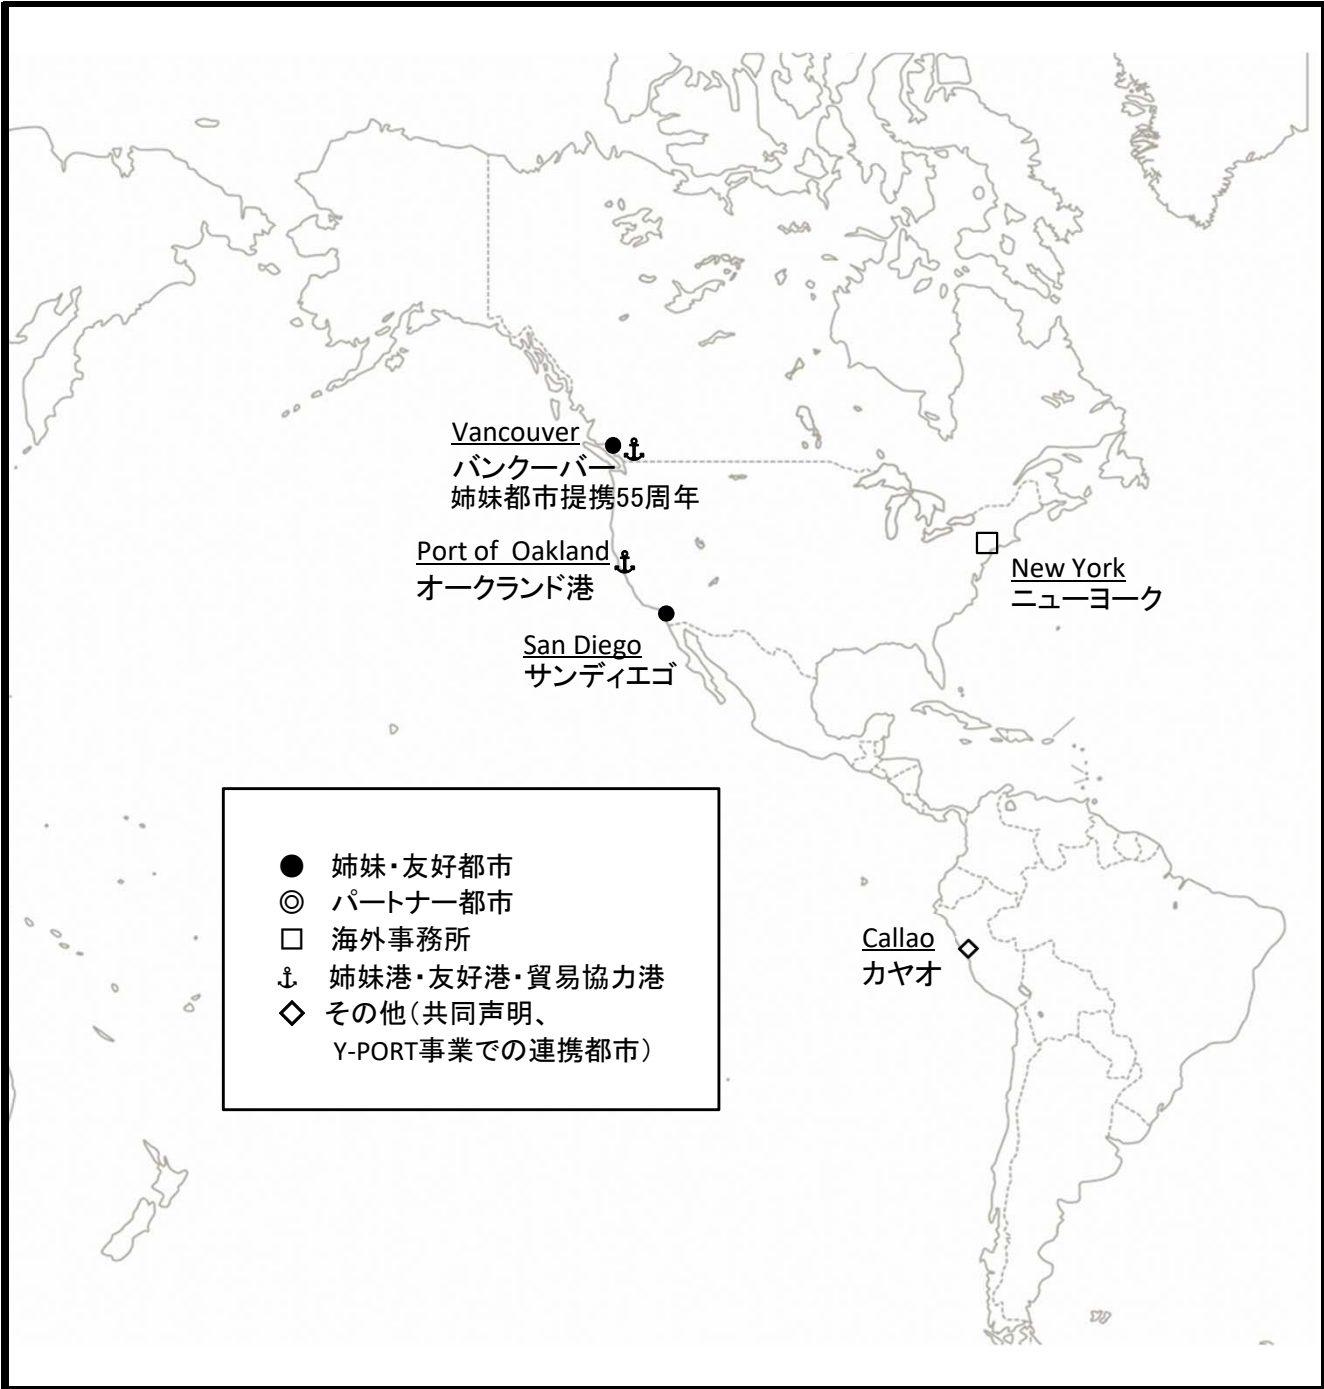 Vancouver
バンクーバー
姉妹都市提携55周年
Port of Oakland
オークランド港
New York
ニューヨーク
San Diego
サンディエゴ
● 姉妹・友好都市
◎ パートナー都市
□ 海外事務所
⚓ 姉妹港・友好港・貿易協力港
◇ その他（共同声明、
Y-PORT事業での連携都市）
Callao
カヤオ